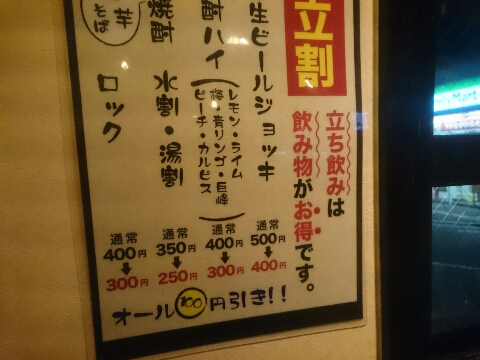 立割
立ち飲みは
飲み物がお得です。
生ビールジョッキ
通常
500円
400円
酎ハイ
(レモン・ライム
梅・青リンゴ・巨峰
ピーチ・カルピス)
通常
400円
300円
焼酎 水割・湯割
通常
350円
250円
芋
そば
ロック
通常
400円
300円
オール100円引き!!
Mart